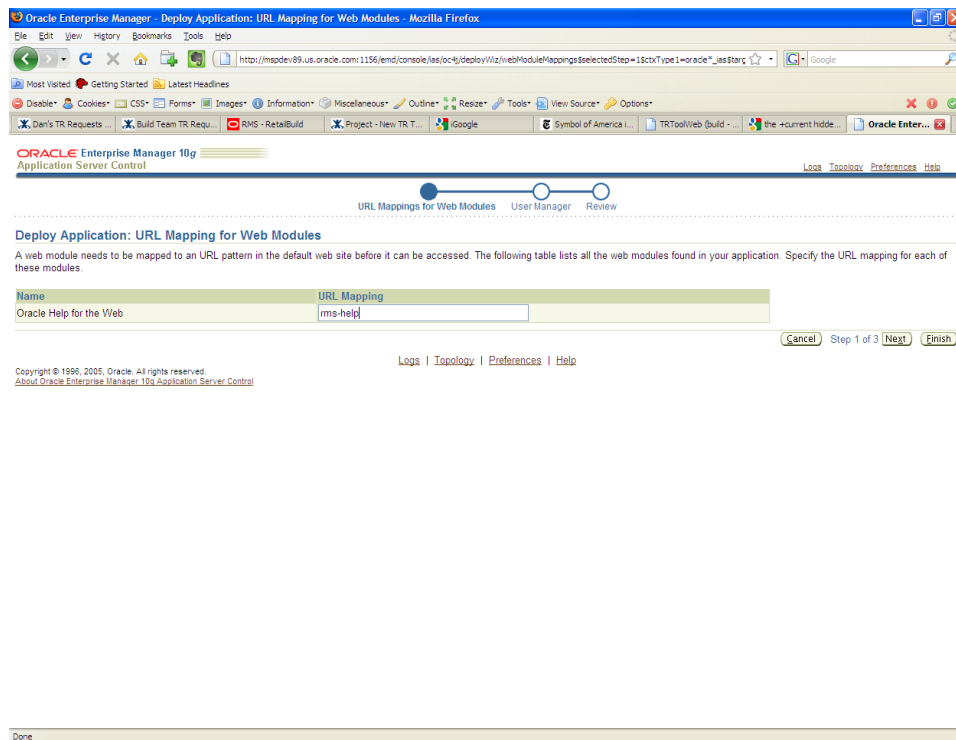 Oracle Enterprise Manager - Deploy Application: URL Mapping for Web Modules - Mozilla Firefox
File Edit View History Bookmarks Tools Help
http://mspdev89.us.oracle.com:1156/emd/console/ias/oc4j/deployWiz/webModuleMappings$selectedStep=1$ctxType1=oracle*_ias$targ
G Google
Most Visited Getting Started Latest Headlines
Disable Cookies CSS Forms Images Information Miscellaneous Outline Resize Tools View Source Options
Dan's TR Requests ... Build Team TR Requ... RMS - RetailBuild Project - New TR T... iGoogle Symbol of America i... TRToolWeb (build - ... the +current hidde... Oracle Enter...
ORACLE Enterprise Manager 10g
Application Server Control
Logs Topology Preferences Help
URL Mappings for Web Modules User Manager Review
Deploy Application: URL Mapping for Web Modules
A web module needs to be mapped to an URL pattern in the default web site before it can be accessed. The following table lists all the web modules found in your application. Specify the URL mapping for each of
these modules.
Name URL Mapping
Oracle Help for the Web rms-help
Cancel Step 1 of 3 Next Finish
Logs | Topology | Preferences | Help
Copyright © 1996, 2005, Oracle. All rights reserved.
About Oracle Enterprise Manager 10g Application Server Control
Done